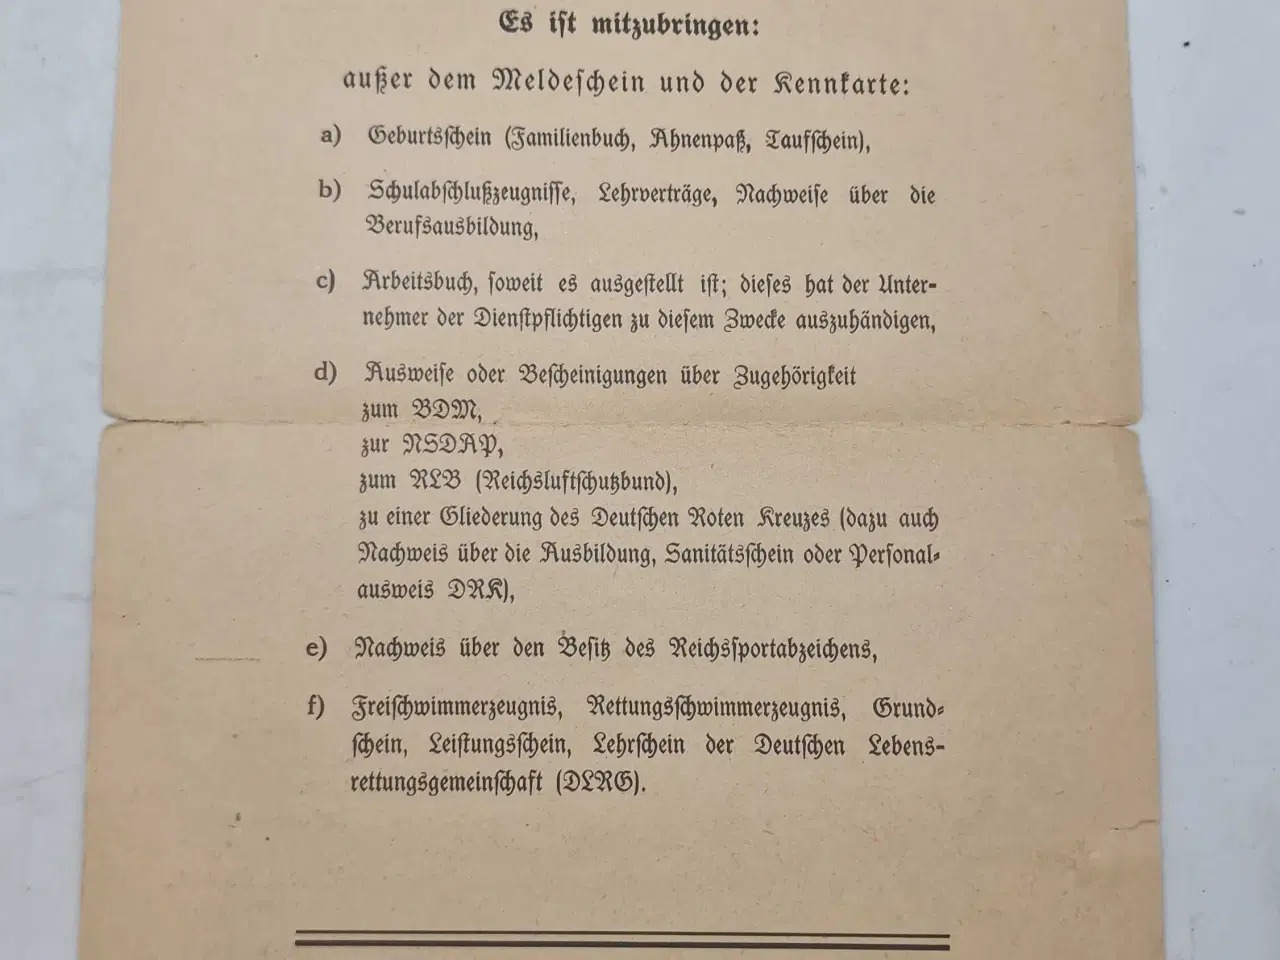 Es ist mitzubringen:
außer dem Meldeschein und der Kennkarte:
a) Geburtsschein (Familienbuch, Ahnenpaß, Taufschein),
b) Schulabschlußzeugnisse, Lehrverträge, Nachweise über die
Berufsausbildung,
c) Arbeitsbuch, soweit es ausgestellt ist; dieses hat der Unter-
nehmer der Dienstpflichtigen zu diesem Zwecke auszuhändigen,
d) Ausweise oder Bescheinigungen über Zugehörigkeit
zum BDM,
zur NSDAP,
zum RLB (Reichsluftschutzbund),
zu einer Gliederung des Deutschen Roten Kreuzes (dazu auch
Nachweis über die Ausbildung, Sanitätsschein oder Personal-
ausweis DRK),
e) Nachweis über den Besitz des Reichssportabzeichens,
f) Freischwimmerzeugnis, Rettungsschwimmerzeugnis, Grund-
schein, Leistungsschein, Lehrschein der Deutschen Lebens-
rettungsgemeinschaft (DLRG).